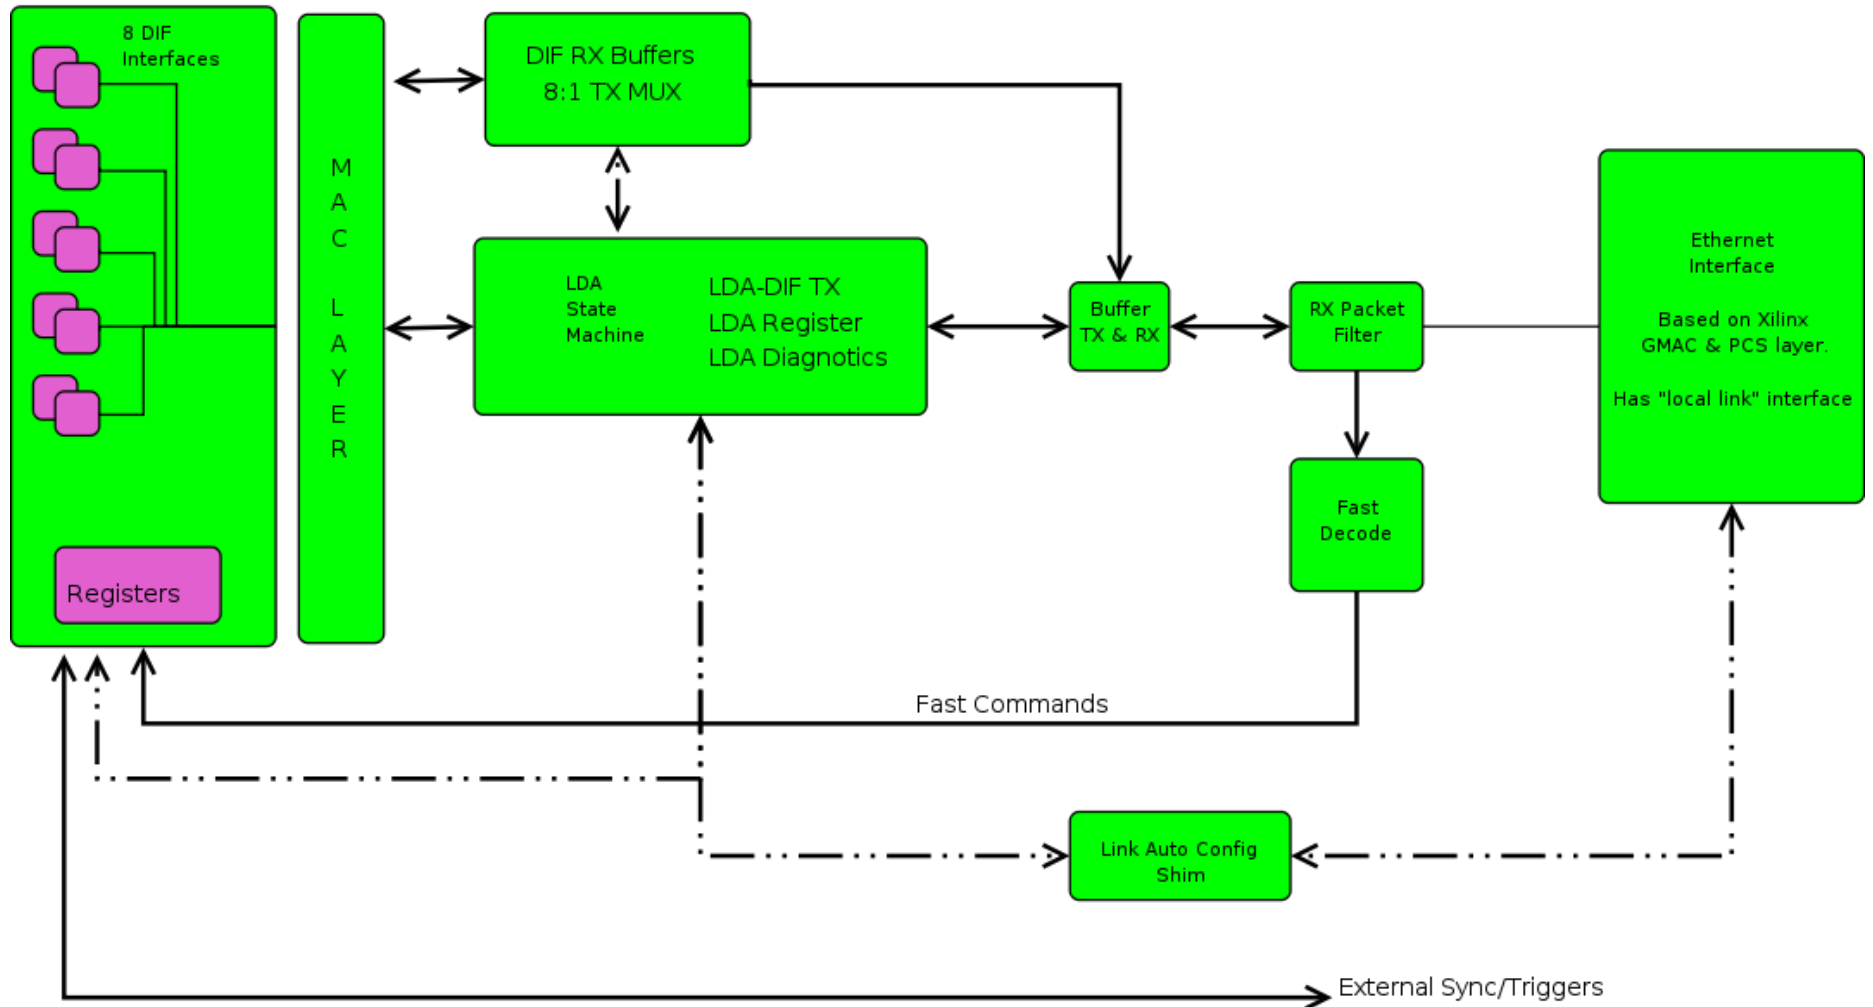 8 DIF
Interfaces
Registers
M
A
C
L
A
Y
E
R
DIF RX Buffers
8:1 TX MUX
LDA
State
Machine
LDA-DIF TX
LDA Register
LDA Diagnotics
Buffer
TX & RX
RX Packet
Filter
Ethernet
Interface
Based on Xilinx
GMAC & PCS layer.
Has "local link" interface
Fast
Decode
Fast Commands
Link Auto Config
Shim
External Sync/Triggers